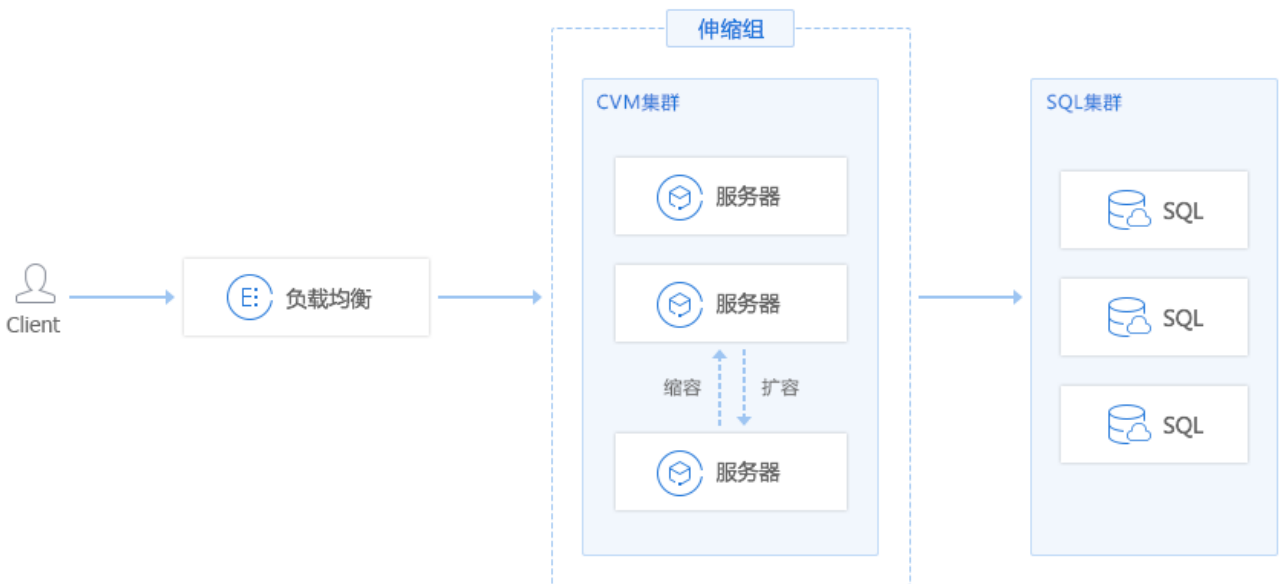 伸缩组
CVM集群
SQL集群
服务器
SQL
服务器
SQL
负载均衡
Client
缩容
扩容
SQL
服务器